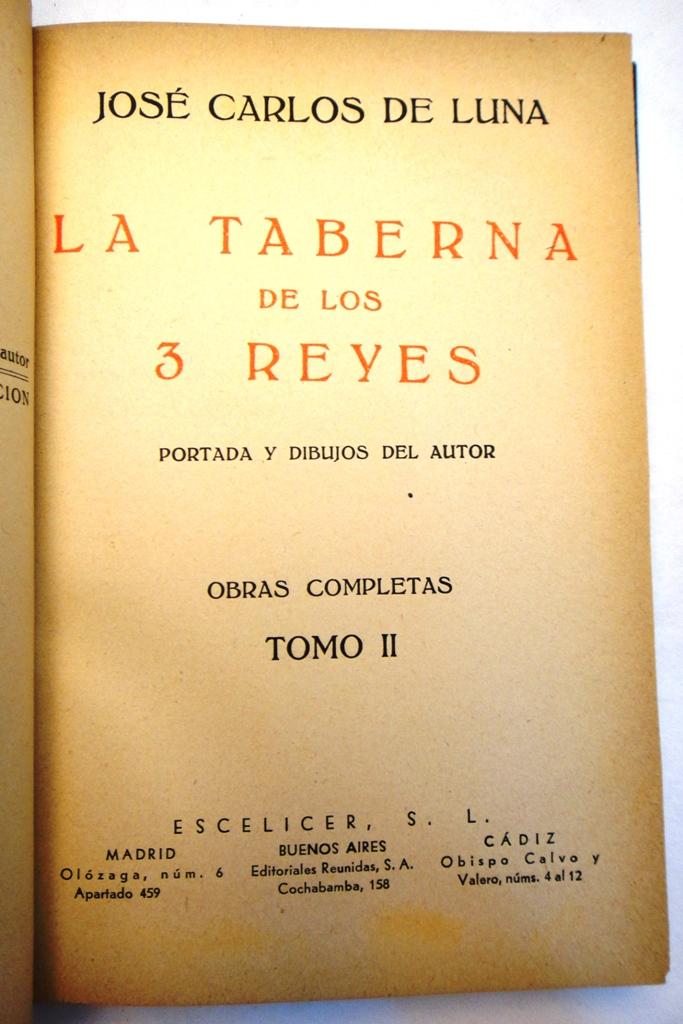 JOSÉ CARLOS DE LUNA
LA TABERNA
DE LOS
3 REYES
PORTADA Y DIBUJOS DEL AUTOR
OBRAS COMPLETAS
TOMO II
ESCELICER, S. L.
MADRID
Olózaga, núm. 6
Apartado 459
BUENOS AIRES
Editoriales Reunidas, S. A.
Cochabamba, 158
CÁDIZ
Obispo Calvo y
Valero, núms. 4 al 12
autor